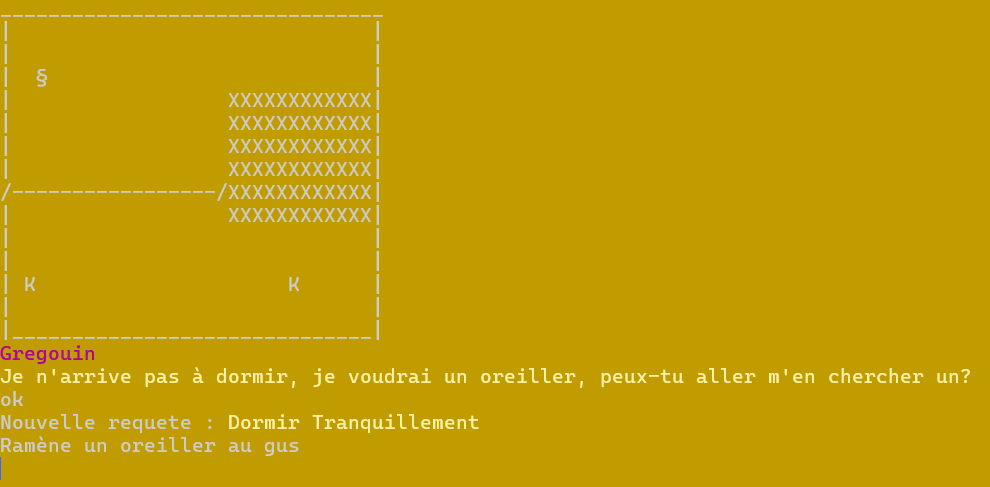 _______________________________
|                              |
|                              |
|  §                           |
|                  XXXXXXXXXXXX|
|                  XXXXXXXXXXXX|
|                  XXXXXXXXXXXX|
|                  XXXXXXXXXXXX|
/-----------------/XXXXXXXXXXXX|
|                  XXXXXXXXXXXX|
|                              |
|                              |
| K                     K      |
|                              |
|______________________________|
Gregouin
Je n'arrive pas à dormir, je voudrai un oreiller, peux-tu aller m'en chercher un?
ok
Nouvelle requete : Dormir Tranquillement
Ramène un oreiller au gus